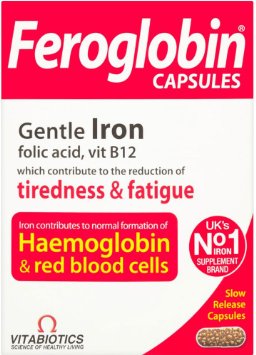 Feroglobin®
CAPSULES
Gentle Iron
folic acid, vit B12
which contribute to the reduction of
tiredness & fatigue
Iron contributes to normal formation of
Haemoglobin
& red blood cells
UK's
No1
IRON
SUPPLEMENT
BRAND
Slow
Release
Capsules
VITABIOTICS
SCIENCE OF HEALTHY LIVING